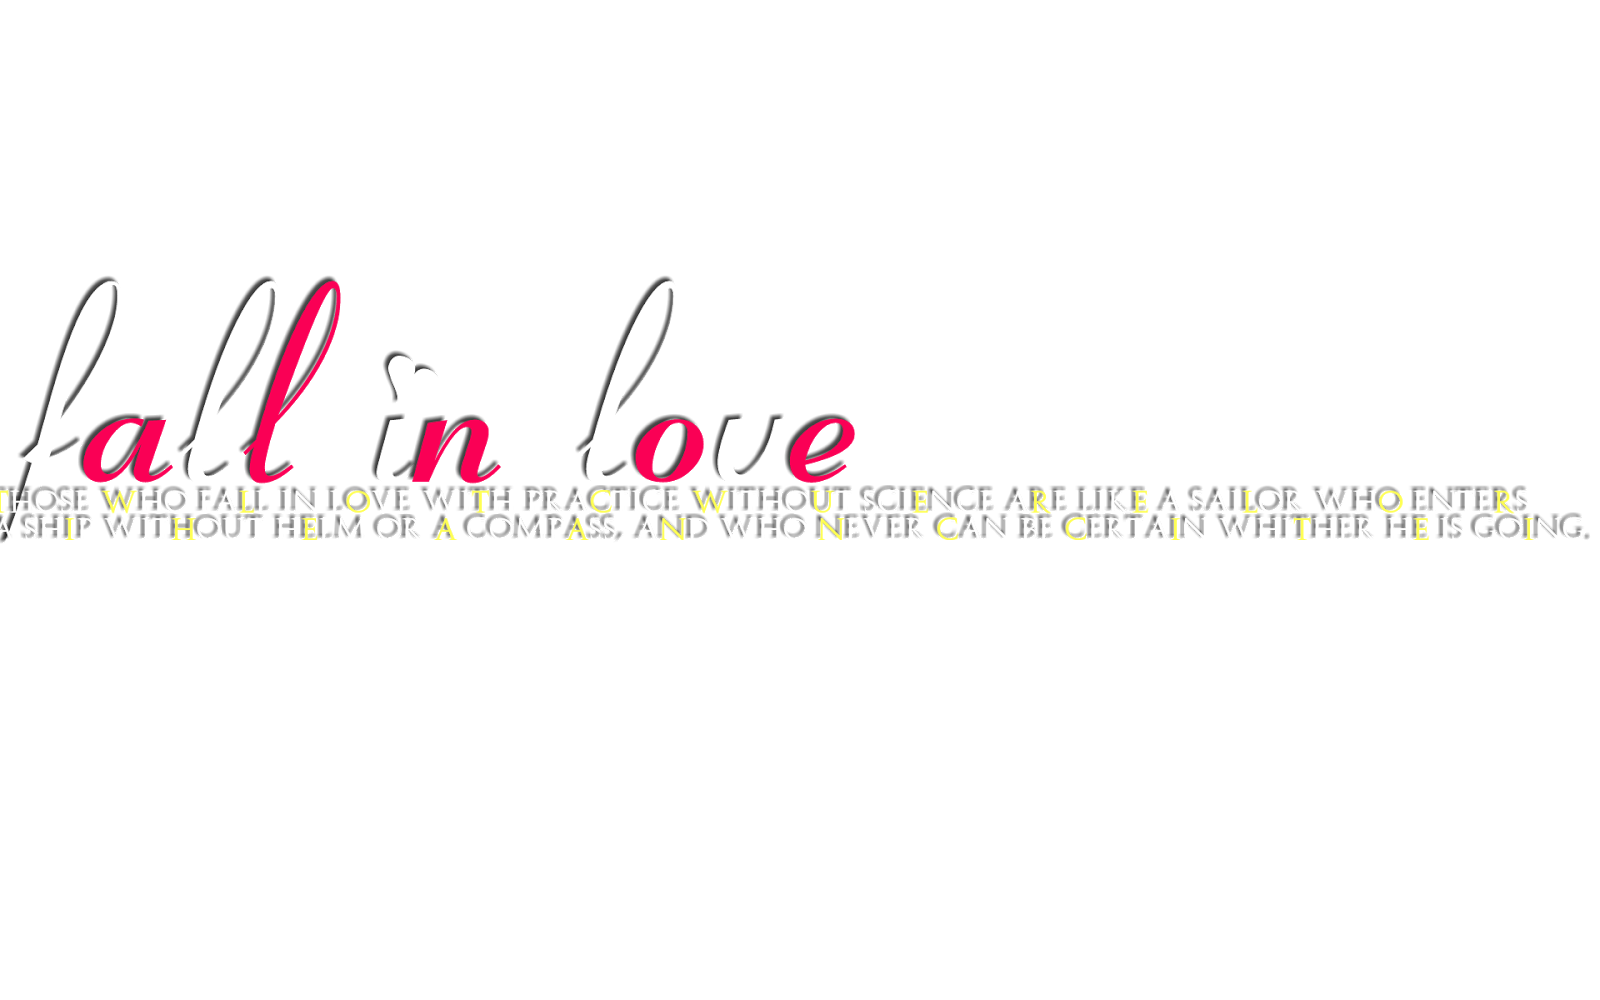 fall in love
THOSE WHO FALL IN LOVE WITH PRACTICE WITHOUT SCIENCE ARE LIKE A SAILOR WHO ENTERS
SHIP WITHOUT HELM OR A COMPASS, AND WHO NEVER CAN BE CERTAIN WHITHER HE IS GOING.